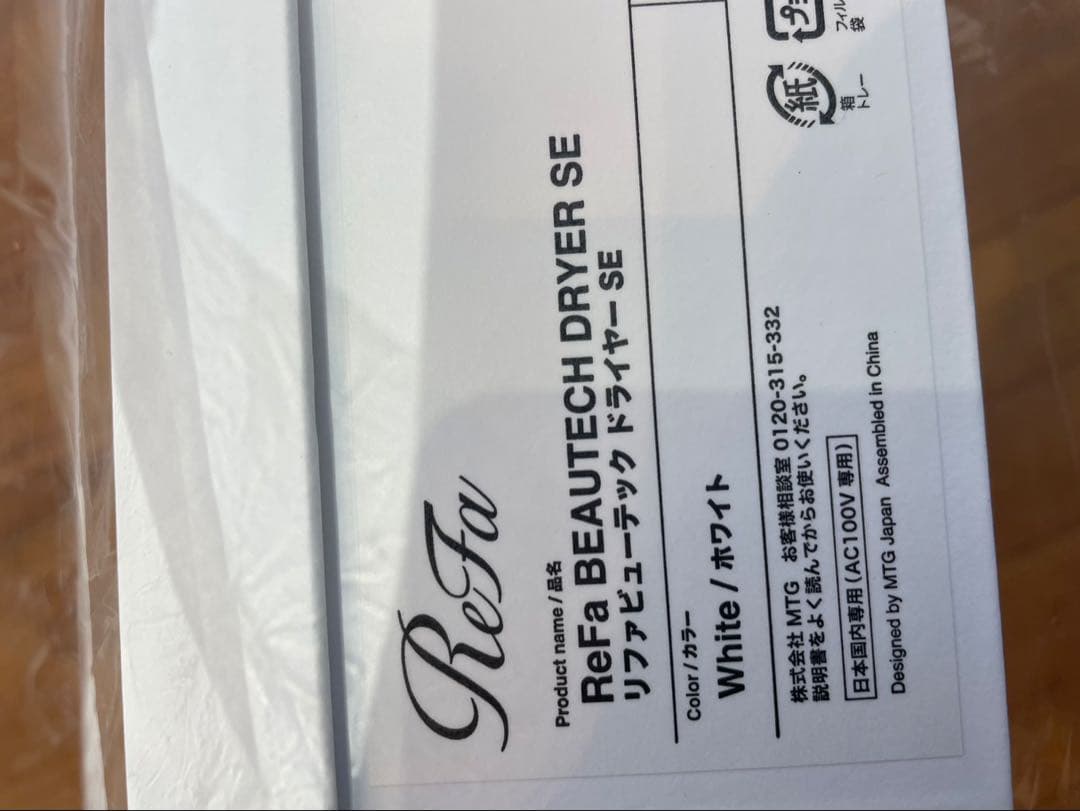 ReFa
Product name / 品名
ReFa BEAUTECH DRYER SE
リファビューテック ドライヤー SE
Color / カラー
White / ホワイト
株式会社 MTG お客様相談室 0120-315-332
説明書をよく読んでからお使いください。
日本国内専用（AC100V 専用）
Designed by MTG Japan Assembled in China
紙
箱
トレー
プ
フィル
袋